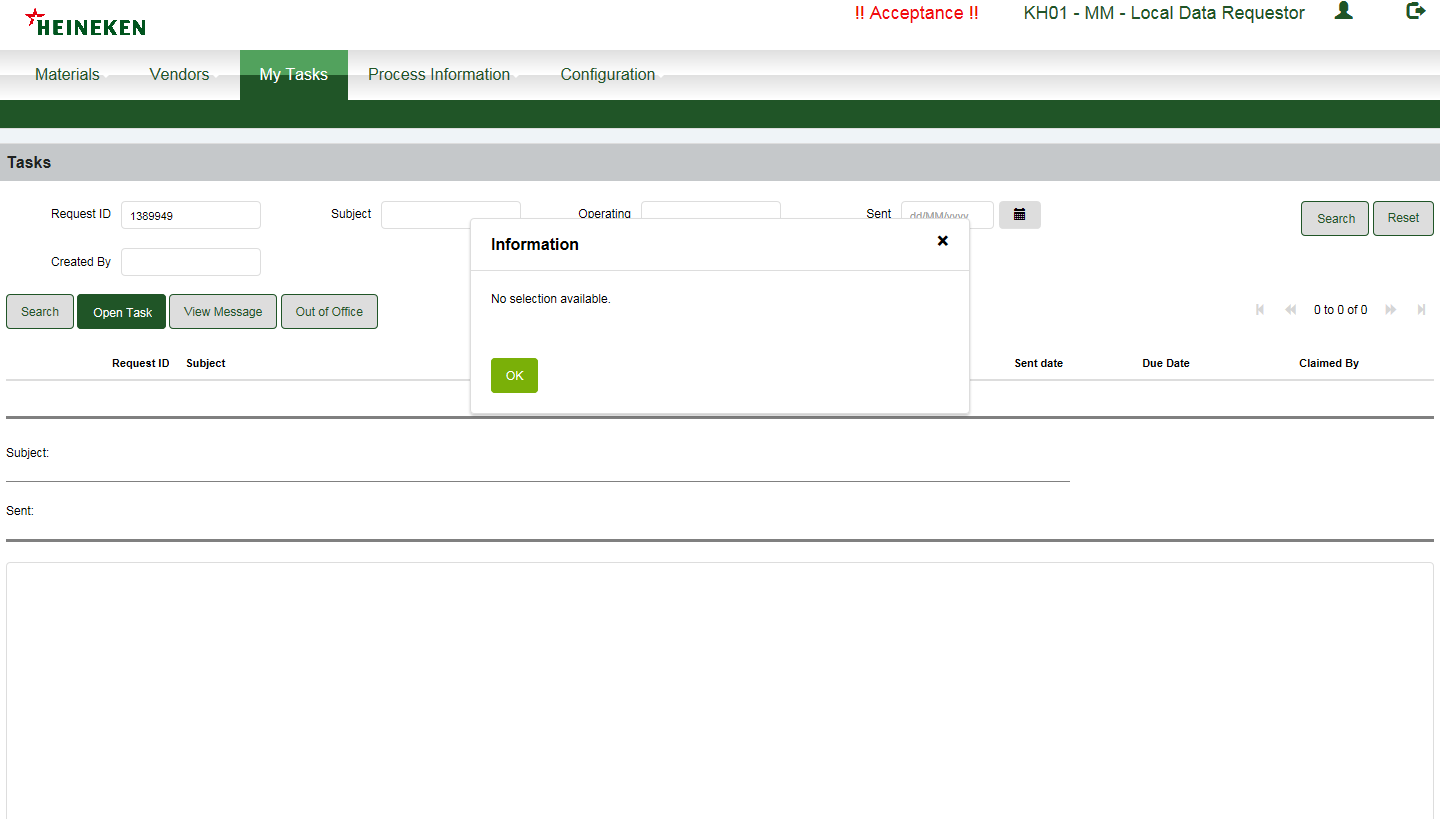 HEINEKEN
!! Acceptance !!
KH01 - MM - Local Data Requestor
Materials
Vendors
My Tasks
Process Information
Configuration
Tasks
Request ID
1389949
Subject
Operating
Sent
dd/MM/yyyy
Search
Reset
Created By
Information
No selection available.
OK
Search
Open Task
View Message
Out of Office
0 to 0 of 0
Request ID
Subject
Sent date
Due Date
Claimed By
Subject:
Sent: